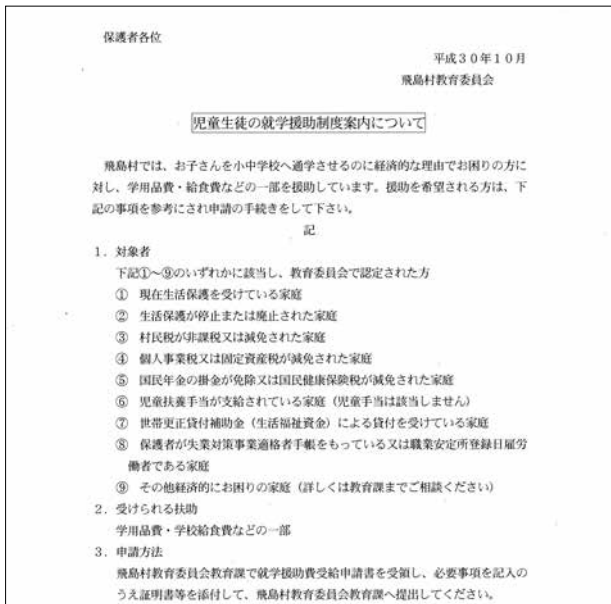 保護者各位
平成30年10月
飛島村教育委員会
児童生徒の就学援助制度案内について
飛島村では、お子さんを小中学校へ通学させるのに経済的な理由でお困りの方に
対し、学用品費・給食費などの一部を援助しています。援助を希望される方は、下
記の事項を参考にされ申請の手続きをして下さい。
記
1．対象者
下記①～⑨のいずれかに該当し、教育委員会で認定された方
① 現在生活保護を受けている家庭
② 生活保護が停止または廃止された家庭
③ 村民税が非課税又は減免された家庭
④ 個人事業税又は固定資産税が減免された家庭
⑤ 国民年金の掛金が免除又は国民健康保険税が減免された家庭
⑥ 児童扶養手当が支給されている家庭（児童手当は該当しません）
⑦ 世帯更正貸付補助金（生活福祉資金）による貸付を受けている家庭
⑧ 保護者が失業対策事業適格者手帳をもっている又は職業安定所登録日雇労
働者である家庭
⑨ その他経済的にお困りの家庭（詳しくは教育課までご相談ください）
2．受けられる扶助
学用品費・学校給食費などの一部
3．申請方法
飛島村教育委員会教育課で就学援助費受給申請書を受領し、必要事項を記入の
うえ証明書等を添付して、飛島村教育委員会教育課へ提出してください。